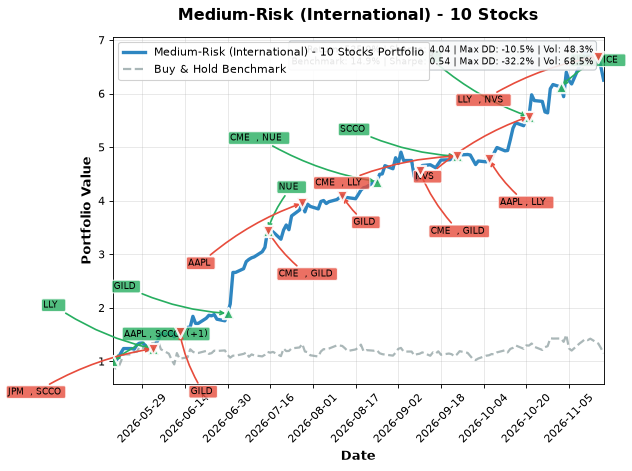 Medium-Risk (International) - 10 Stocks
Medium-Risk (International) - 10 Stocks Portfolio
Buy & Hold Benchmark
4.04 | Max DD: -10.5% | Vol: 48.3%
Benchmark: 14.9% | Sharpe 0.54 | Max DD: -32.2% | Vol: 68.5%
ICE
LLY , NVS
SCCO
CME , NUE
NUE
CME , LLY
NVS
AAPL , LLY
GILD
CME , GILD
AAPL
CME , GILD
GILD
LLY
AAPL , SCCO (+1)
JPM , SCCO
GILD
Portfolio Value
7
6
5
4
3
2
1
2026-05-29
2026-06-14
2026-06-30
2026-07-16
2026-08-01
2026-08-17
2026-09-02
2026-09-18
2026-10-04
2026-10-20
2026-11-05
Date